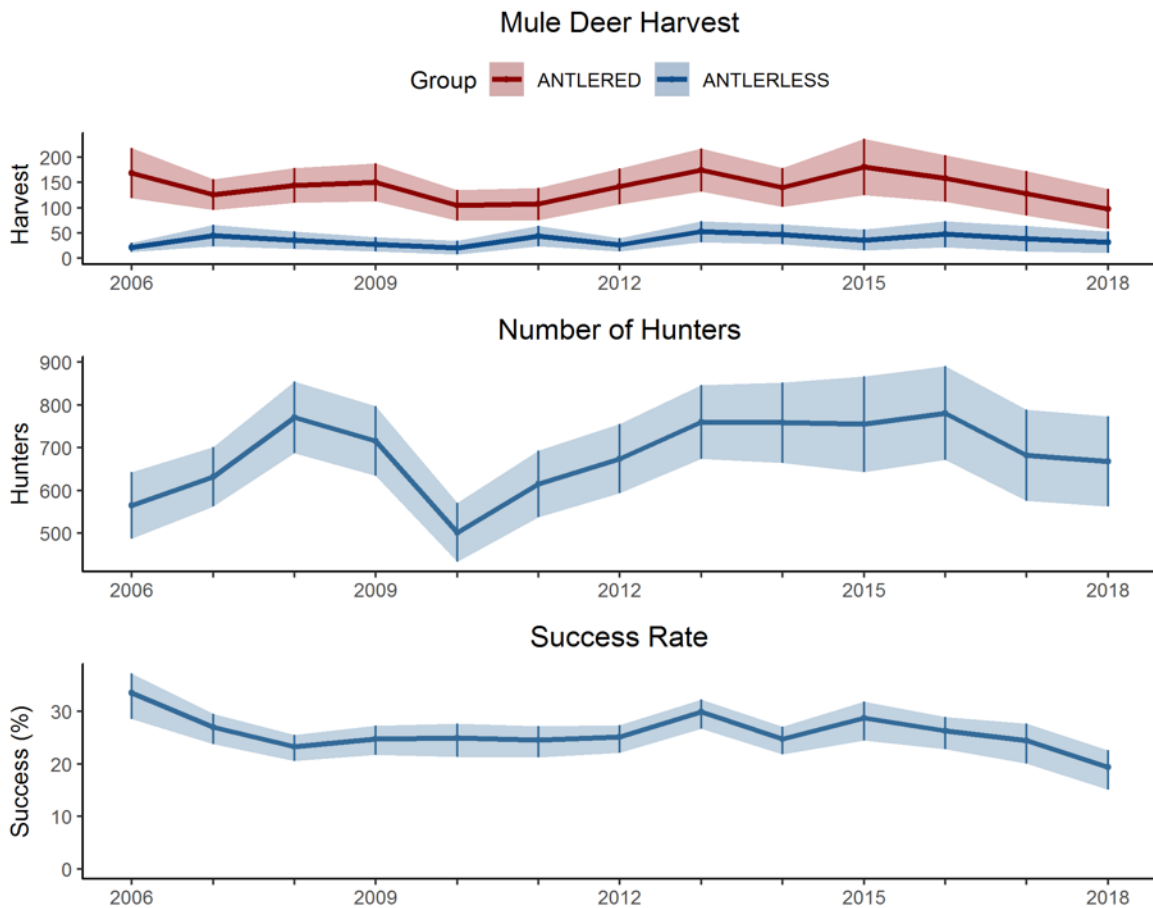 Mule Deer Harvest
Group ANTLERED ANTLERLESS
Harvest
200
150
100
50
0
2006 2009 2012 2015 2018
Number of Hunters
Hunters
900
800
700
600
500
2006 2009 2012 2015 2018
Success Rate
Success (%)
30
20
10
0
2006 2009 2012 2015 2018